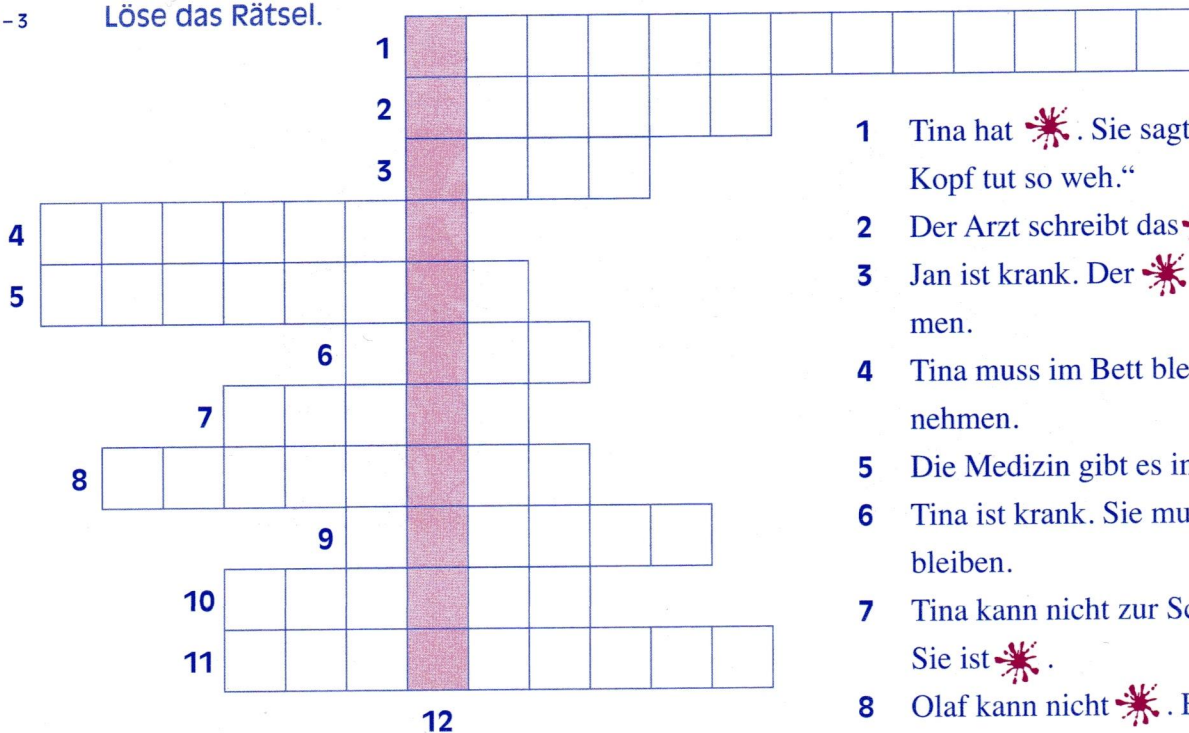 –3 Löse das Rätsel.
1
2
3
4
5
6
7
8
9
10
11
12
1 Tina hat . Sie sagt
Kopf tut so weh.“
2 Der Arzt schreibt das
3 Jan ist krank. Der
men.
4 Tina muss im Bett ble
nehmen.
5 Die Medizin gibt es in
6 Tina ist krank. Sie mu
bleiben.
7 Tina kann nicht zur Sc
Sie ist .
8 Olaf kann nicht .